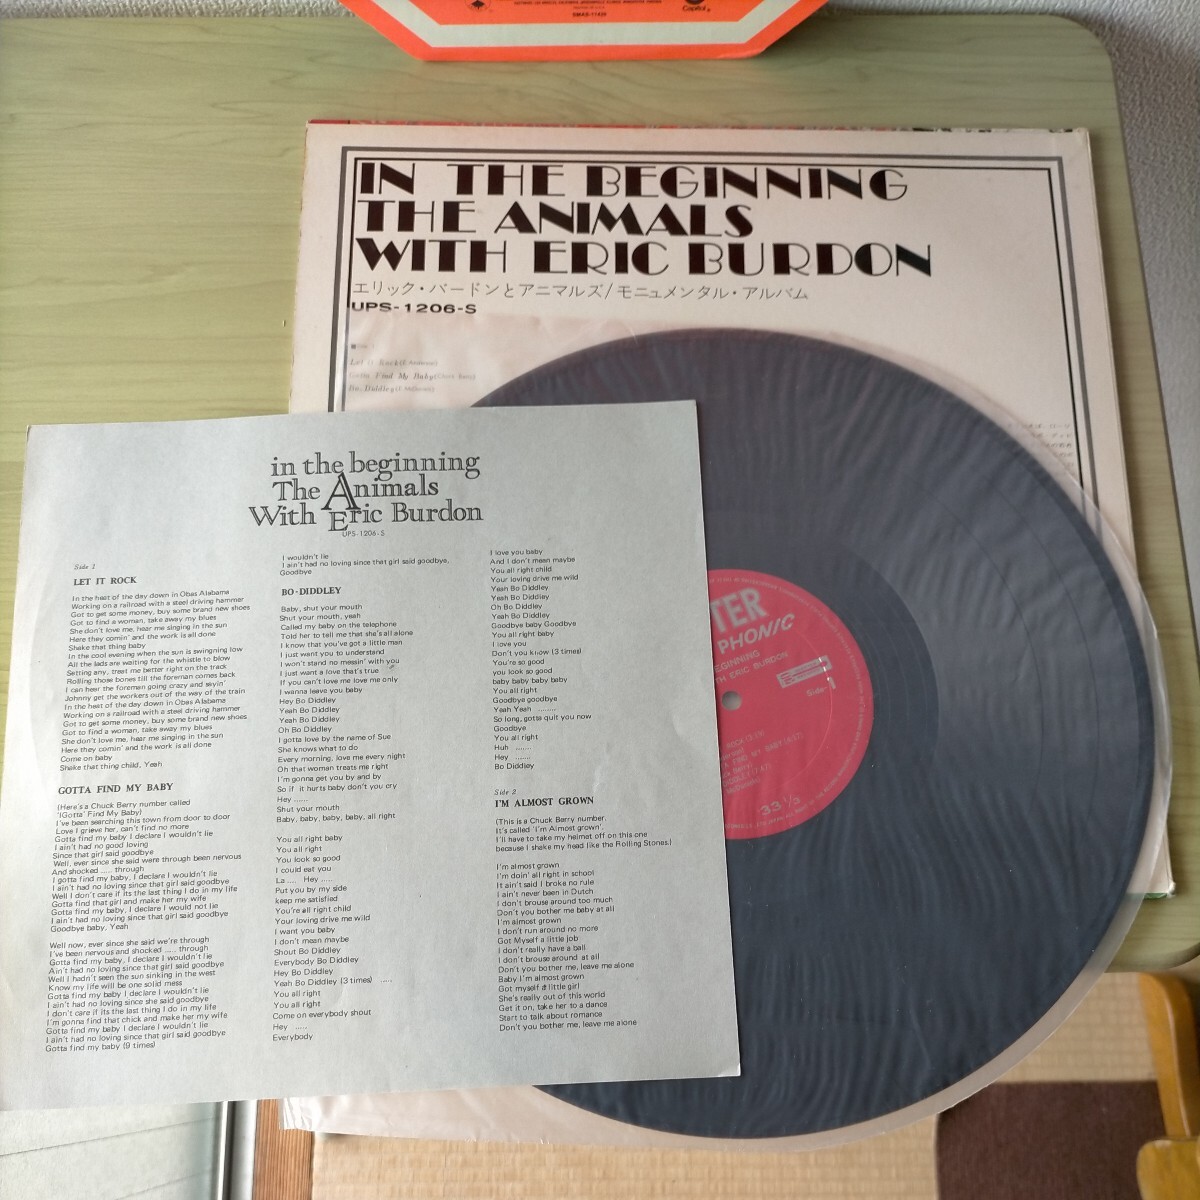 Capitol
SMAS-11429
IN THE BEGINNING
THE ANIMALS
WITH ERIC BURDON
エリック・バードンとアニマルズ/モニュメンタル・アルバム
UPS-1206-S
Let it Rock
Gotta Find My Baby
Bo Diddley
PHONIC
BEGINNING
ERIC BURDON
Side-1
33 1/3
in the beginning
The Animals
With Eric Burdon
UPS-1206-S
Side 1
LET IT ROCK
In the heat of the day down in Obas Alabama
Working on a railroad with a steel driving hammer
Got to get some money, buy some brand new shoes
Got to find a woman, take away my blues
She don't love me, hear me singing in the sun
Here they comin' and the work is all done
Shake that thing baby
In the cool evening when the sun is swingning low
All the lads are waiting for the whistle to blow
Setting any, treat me better right on the track
Rolling those bones till the foreman comes back
I can hear the foreman going crazy and sayin'
Johnny get the workers out of the way of the train
In the heat of the day down in Obas Alabama
Working on a railroad with a steel driving hammer
Got to get some money, buy some brand new shoes
Got to find a woman, take away my blues
She don't love me, hear me singing in the sun
Here they comin' and the work is all done
Come on baby
Shake that thing child, Yeah
GOTTA FIND MY BABY
(Here's a Chuck Berry number called
'(Gotta' Find My Baby)
I've been searching this town from door to door
Love I grieve her, can't find no more
Gotta find my baby I declare I wouldn't lie
I ain't had no good loving
Since that girl said goodbye
Well, ever since she said were through been nervous
And shocked ..... through
I gotta find my baby, I declare I wouldn't lie
I ain't had no loving since that girl said goodbye
Well I don't care if its the last thing I do in my life
Gotta find that girl and make her my wife
Gotta find my baby, I declare I would not lie
I ain't had no loving since that girl said goodbye
Goodbye baby, Yeah
Well now, ever since she said we're through
I've been nervous and shocked ..... through
Gotta find my baby, I declare I wouldn't lie
Ain't had no loving since that girl said goodbye
Well I hadn't seen the sun sinking in the west
Know my life will be one solid mess
Gotta find my baby I declare I wouldn't lie
I ain't had no loving since she said goodbye
I don't care if its the last thing I do in my life
I'm gonna find that chick and make her my wife
Gotta find my baby I declare I wouldn't lie
I ain't had no loving since that girl said goodbye
Gotta find my baby (9 times)
I wouldn't lie
I ain't had no loving since that girl said goodbye,
Goodbye
BO-DIDDLEY
Baby, shut your mouth
Shut your mouth, yeah
Called my baby on the telephone
Told her to tell me that she's all alone
I know that you've got a little man
I just want you to understand
I won't stand no messin' with you
I just want a love that's true
If you can't love me love me only
I wanna leave you baby
Hey Bo Diddley
Yeah Bo Diddley
Yeah Bo Diddley
Oh Bo Diddley
I gotta love by the name of Sue
She knows what to do
Every morning, love me every night
Oh that woman treats me right
I'm gonna get you by and by
So if it hurts baby don't you cry
Hey ......
Shut your mouth
Baby, baby, baby, baby, all right
You all right baby
You all right
You look so good
I could eat you
La .... Hey ......
Put you by my side
keep me satisfied
You're all right child
Your loving drive me wild
I want you baby
I don't mean maybe
Shout Bo Diddley
Everybody Bo Diddley
Hey Bo Diddley
Yeah Bo Diddley (3 times) .....
You all right
You all right
Come on everybody shout
Hey .....
Everybody
I love you baby
And I don't mean maybe
You all right child
Your loving drive me wild
Yeah Bo Diddley
Yeah Bo Diddley
Oh Bo Diddley
Yeah Bo Diddley
Goodbye baby Goodbye
You all right baby
I love you
Don't you know (3 times)
You're so good
you look so good
baby baby baby baby
You all right
Goodbye goodbye
Yeah Yeah ........
So long, gotta quit you now
Goodbye
You all right
Huh .......
Hey .......
Bo Diddley
Side 2
I'M ALMOST GROWN
(This is a Chuck Berry number.
It's called 'I'm Almost grown'.
I'll have to take my helmet off on this one
because I shake my head like the Rolling Stones.)
I'm almost grown
I'm doin' all right in school
It ain't said I broke no rule
I ain't never been in Dutch
I don't brouse around too much
Don't you bother me baby at all
I'm almost grown
I don't run around no more
Got Myself a little job
I don't really have a ball
I don't brouse around at all
Don't you bother me, leave me alone
Baby I'm almost grown
Got myself a little girl
She's really out of this world
Get it on, take her to a dance
Start to talk about romance
Don't you bother me, leave me alone